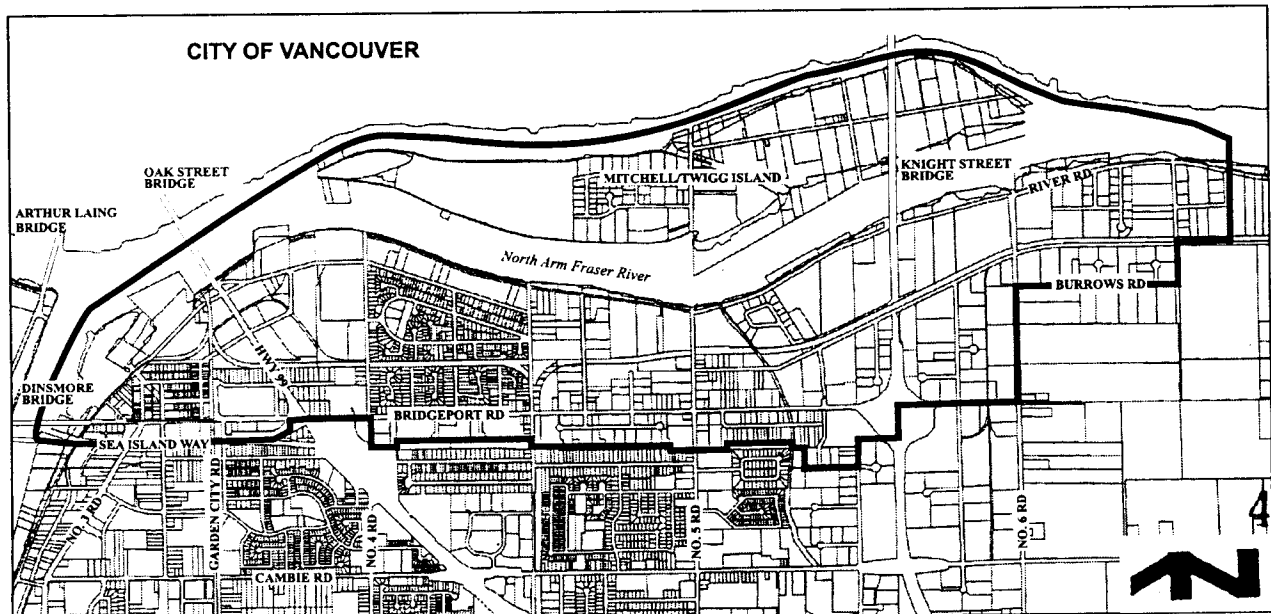 CITY OF VANCOUVER
OAK STREET
BRIDGE
ARTHUR LAING
BRIDGE
MITCHELL/TWIGG ISLAND
KNIGHT STREET
BRIDGE
RIVER RD
North Arm Fraser River
BURROWS RD
HWY 99
DINSMORE
BRIDGE
BRIDGEPORT RD
SEA ISLAND WAY
NO. 3 RD
GARDEN CITY RD
NO. 4 RD
NO. 5 RD
NO. 6 RD
CAMBIE RD
4
N